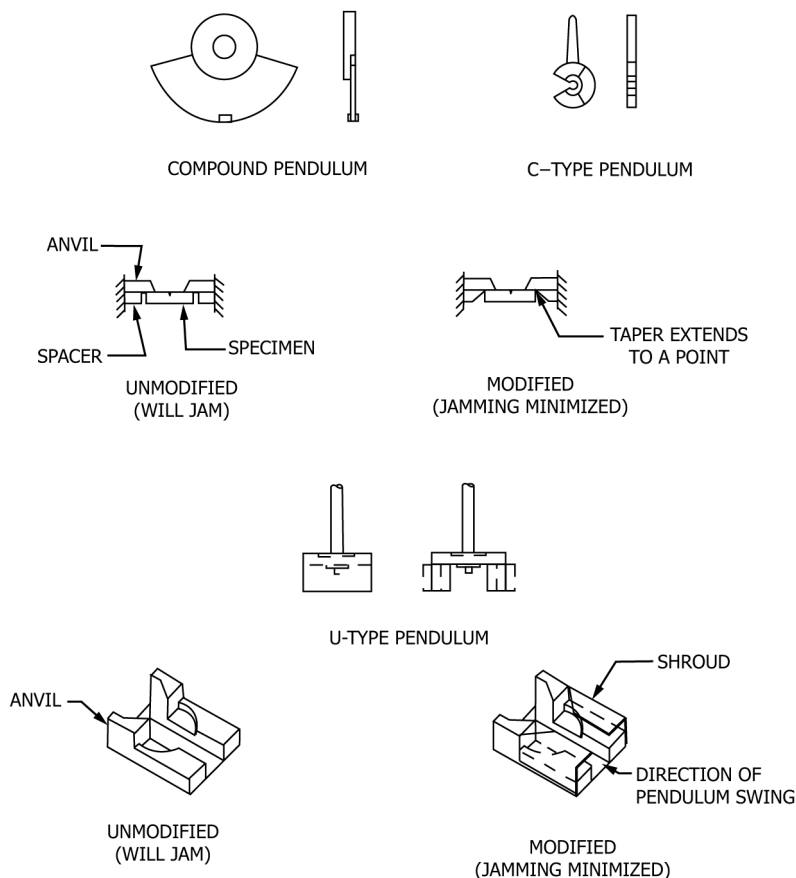 COMPOUND PENDULUM
C–TYPE PENDULUM
ANVIL
SPACER
SPECIMEN
UNMODIFIED
(WILL JAM)
TAPER EXTENDS
TO A POINT
MODIFIED
(JAMMING MINIMIZED)
U-TYPE PENDULUM
ANVIL
UNMODIFIED
(WILL JAM)
SHROUD
DIRECTION OF
PENDULUM SWING
MODIFIED
(JAMMING MINIMIZED)